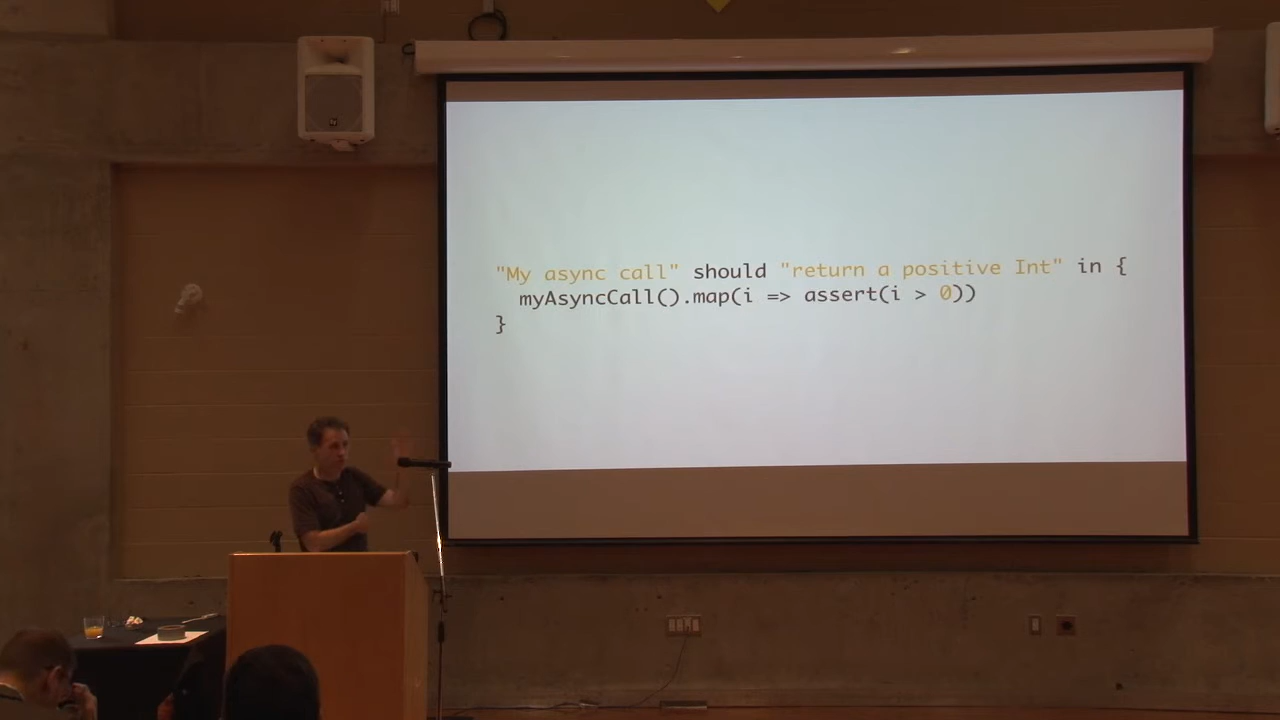 "My async call" should "return a positive Int" in {
myAsyncCall().map(i => assert(i > 0))
}